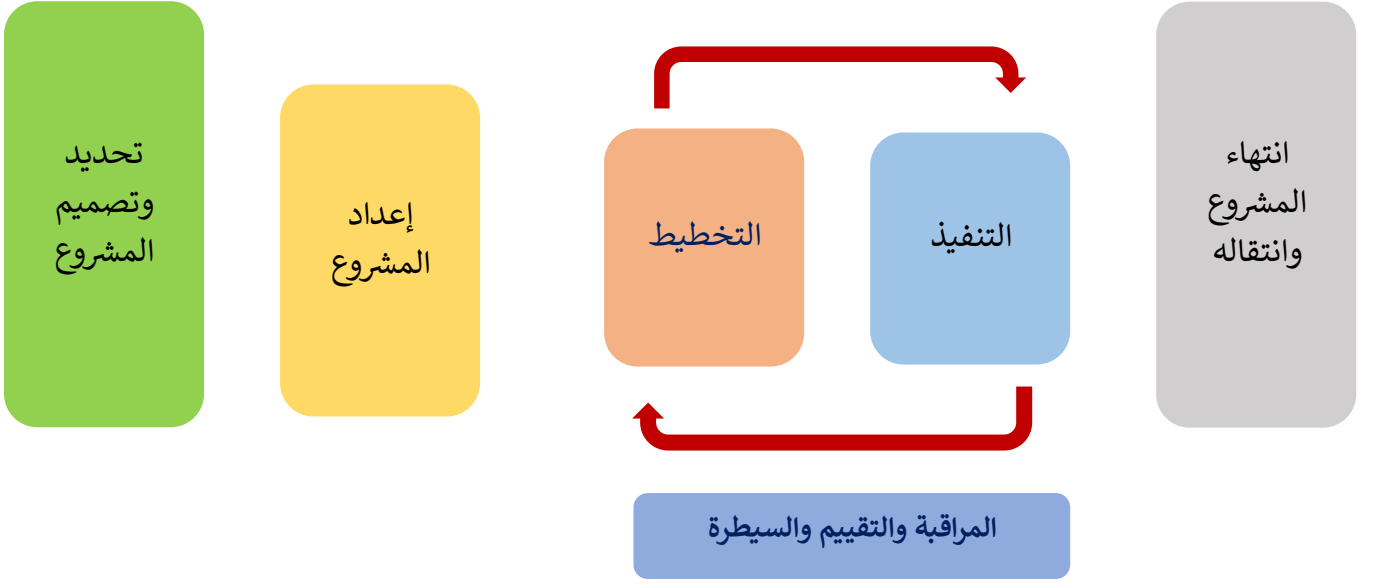 تحديد
وتصميم
المشروع
إعداد
المشروع
التخطيط
التنفيذ
انتهاء
المشروع
وانتقاله
المراقبة والتقييم والسيطرة